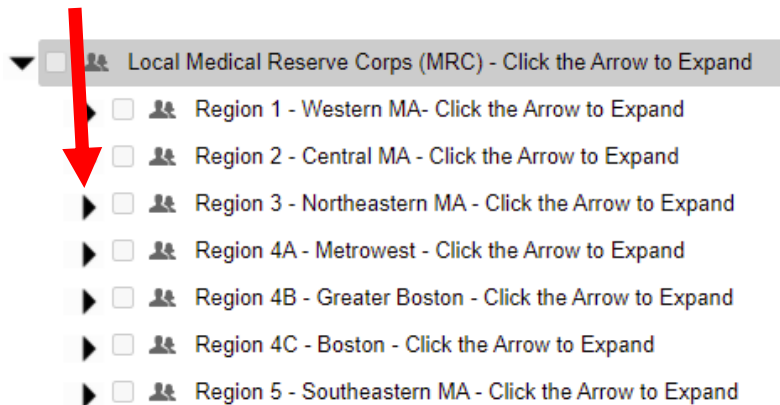 Local Medical Reserve Corps (MRC) - Click the Arrow to Expand
Region 1 - Western MA- Click the Arrow to Expand
Region 2 - Central MA - Click the Arrow to Expand
Region 3 - Northeastern MA - Click the Arrow to Expand
Region 4A - Metrowest - Click the Arrow to Expand
Region 4B - Greater Boston - Click the Arrow to Expand
Region 4C - Boston - Click the Arrow to Expand
Region 5 - Southeastern MA - Click the Arrow to Expand